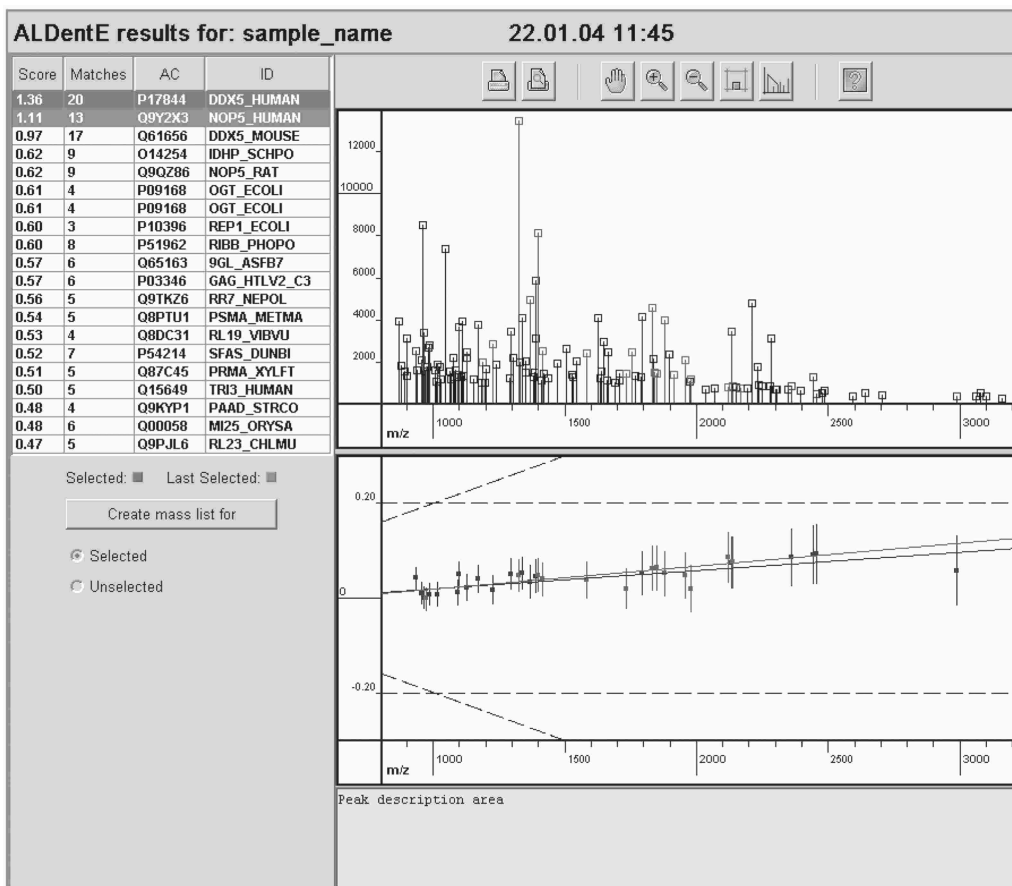 ALDentE results for: sample_name 22.01.04 11:45
Score Matches AC ID
1.36 20 P17844 DDX5_HUMAN
1.11 13 Q9Y2X3 NOP5_HUMAN
0.97 17 Q61656 DDX5_MOUSE
0.62 9 O14254 IDHP_SCHPO
0.62 9 Q9QZ86 NOP5_RAT
0.61 4 P09168 OGT_ECOLI
0.61 4 P09168 OGT_ECOLI
0.60 3 P10396 REP1_ECOLI
0.60 8 P51962 RIBB_PHOPO
0.57 6 Q65163 9GL_ASFB7
0.57 6 P03346 GAG_HTLV2_C3
0.56 5 Q9TKZ6 RR7_NEPOL
0.54 5 Q8PTU1 PSMA_METMA
0.53 4 Q8DC31 RL19_VIBVU
0.52 7 P54214 SFAS_DUNBI
0.51 5 Q87C45 PRMA_XYLFT
0.50 5 Q15649 TRI3_HUMAN
0.48 4 Q9KYP1 PAAD_STRCO
0.48 6 Q00058 MI25_ORYSA
0.47 5 Q9PJL6 RL23_CHLMU
Selected: Last Selected:
Create mass list for
Selected
Unselected
?
12000
10000
8000
6000
4000
2000
1000 1500 2000 2500 3000
m/z
0.20
0
-0.20
1000 1500 2000 2500 3000
m/z
Peak description area